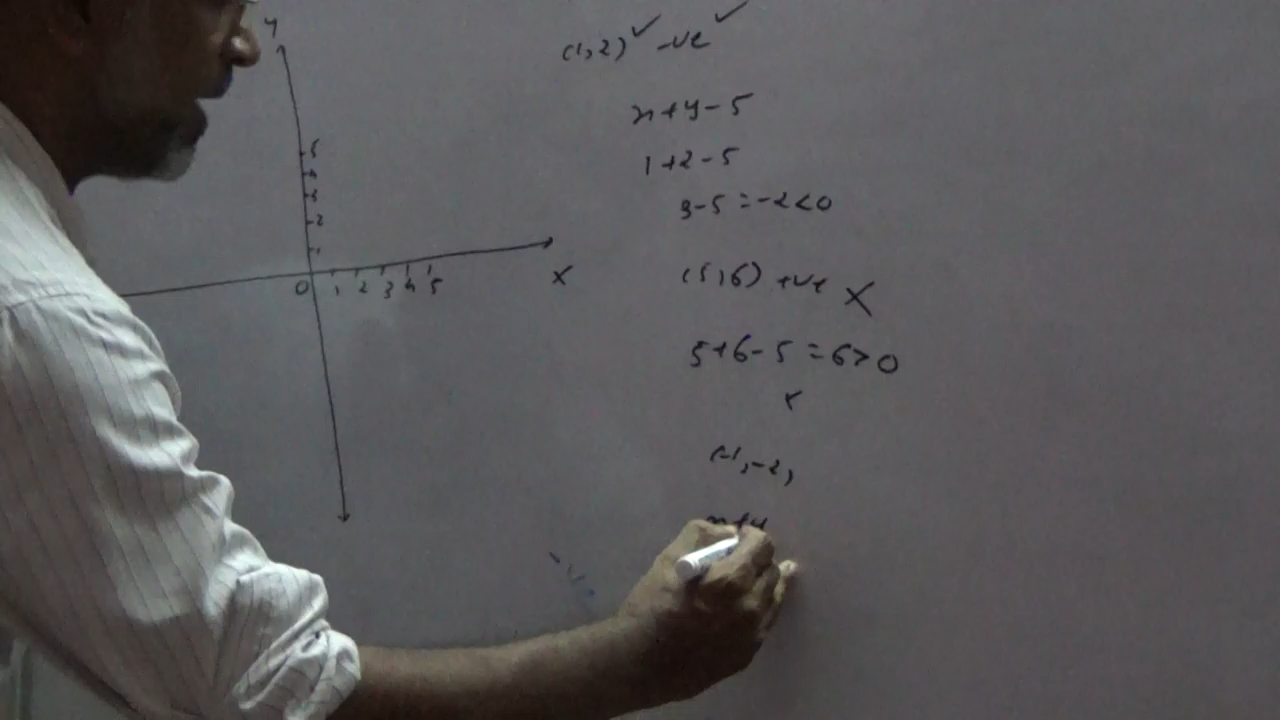 y
5
4
3
2
1
0 1 2 3 4 5
X
(1,2) ✓ -ve ✓
x+y-5
1+2-5
3-5=-2<0
(5,6) +ve X
5+6-5=6>0
x
(-1,-2,
x+y